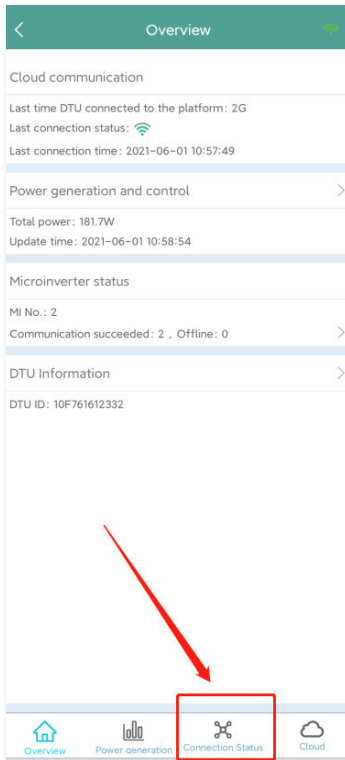 Overview
Cloud communication
Last time DTU connected to the platform: 2G
Last connection status:
Last connection time: 2021-06-01 10:57:49
Power generation and control
Total power: 181.7W
Update time: 2021-06-01 10:58:54
Microinverter status
MI No.: 2
Communication succeeded: 2 , Offline: 0
DTU Information
DTU ID: 10F761612332
Overview
Power generation
Connection Status
Cloud